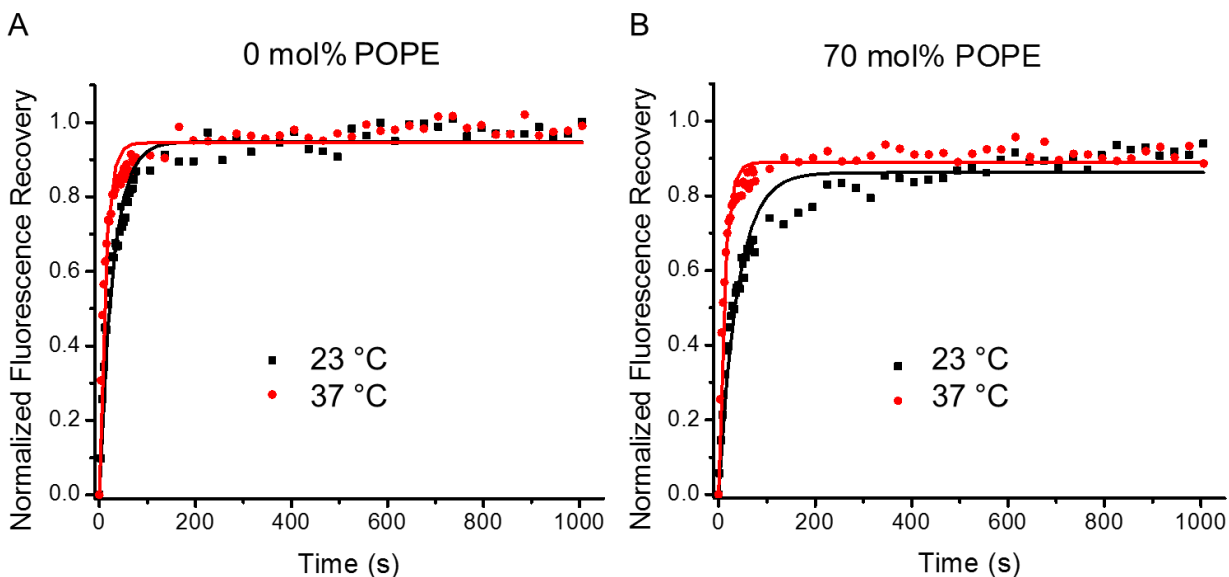 A
0 mol% POPE
Normalized Fluorescence Recovery
1.0
0.8
0.6
0.4
0.2
0.0
23 °C
37 °C
0 200 400 600 800 1000
Time (s)
B
70 mol% POPE
Normalized Fluorescence Recovery
1.0
0.8
0.6
0.4
0.2
0.0
23 °C
37 °C
0 200 400 600 800 1000
Time (s)